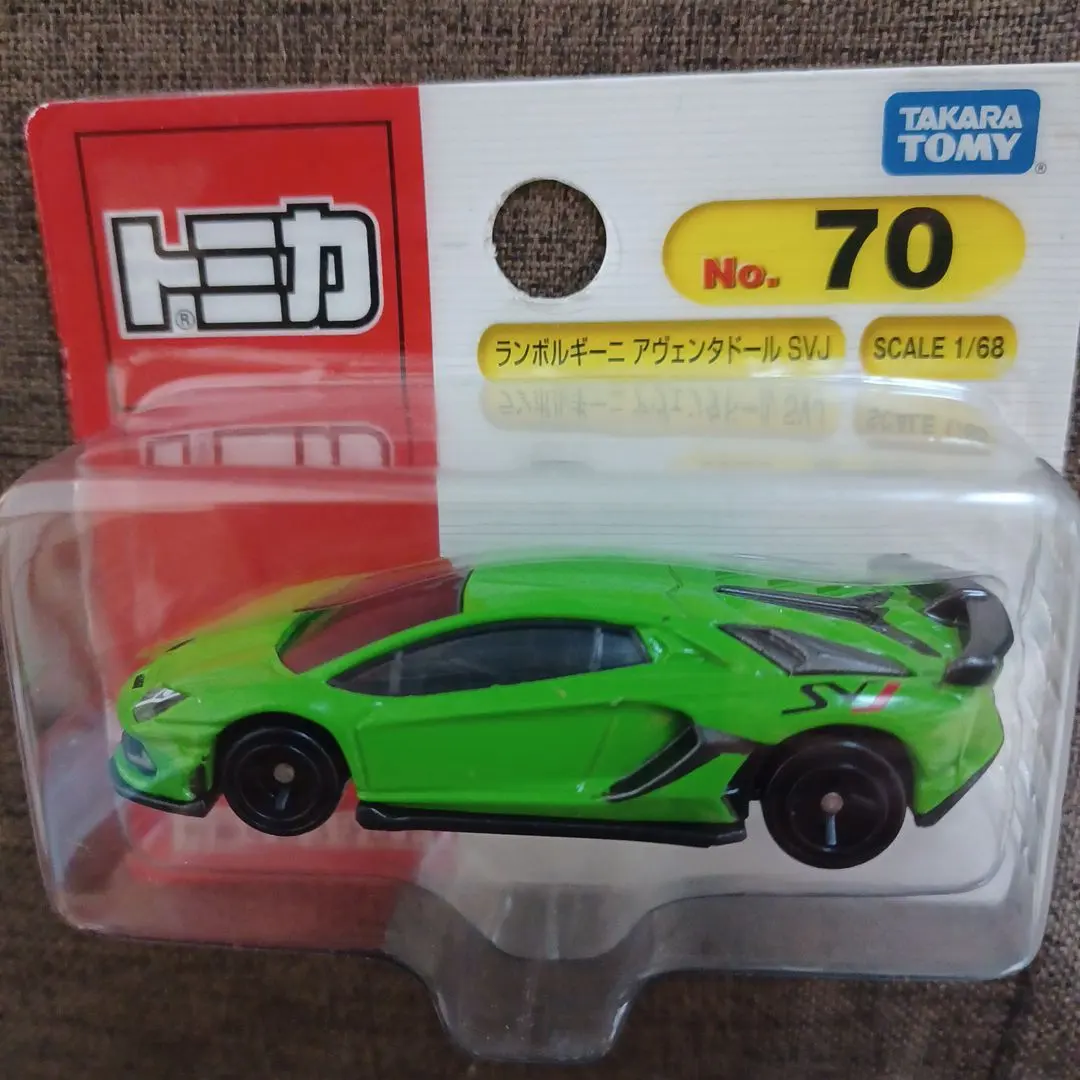 TAKARA
TOMY®
トミカ®
No. 70
ランボルギーニ アヴェンタドール SVJ
SCALE 1/68
SVJ